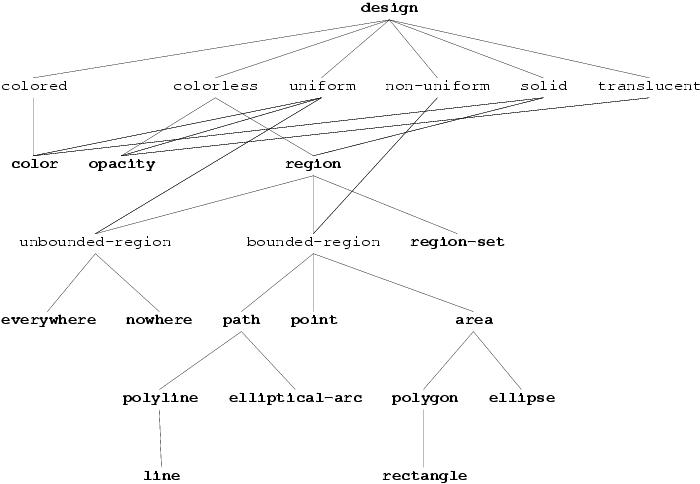 design
colored colorless uniform non-uniform solid translucent
color opacity region
unbounded-region bounded-region region-set
everywhere nowhere path point area
polyline elliptical-arc polygon ellipse
line rectangle